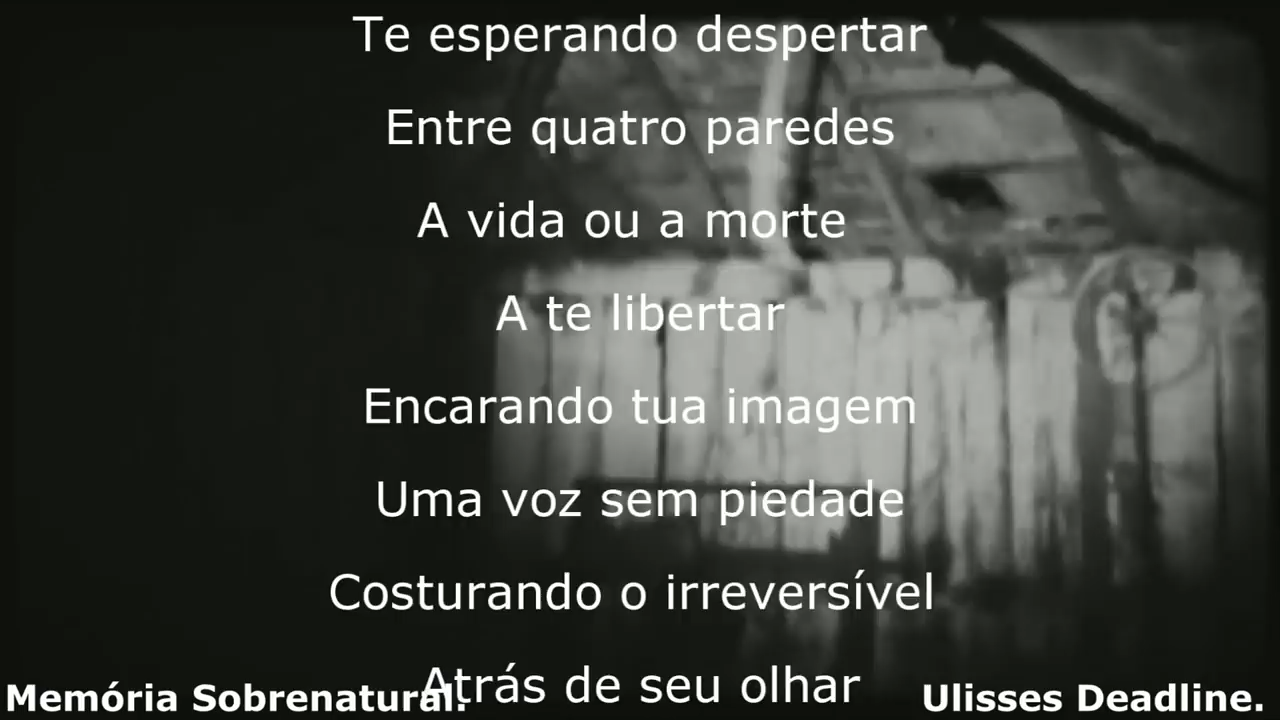 Te esperando despertar
Entre quatro paredes
A vida ou a morte
A te libertar
Encarando tua imagem
Uma voz sem piedade
Costurando o irreversível
Atrás de seu olhar
Memória Sobrenatural.
Ulisses Deadline.